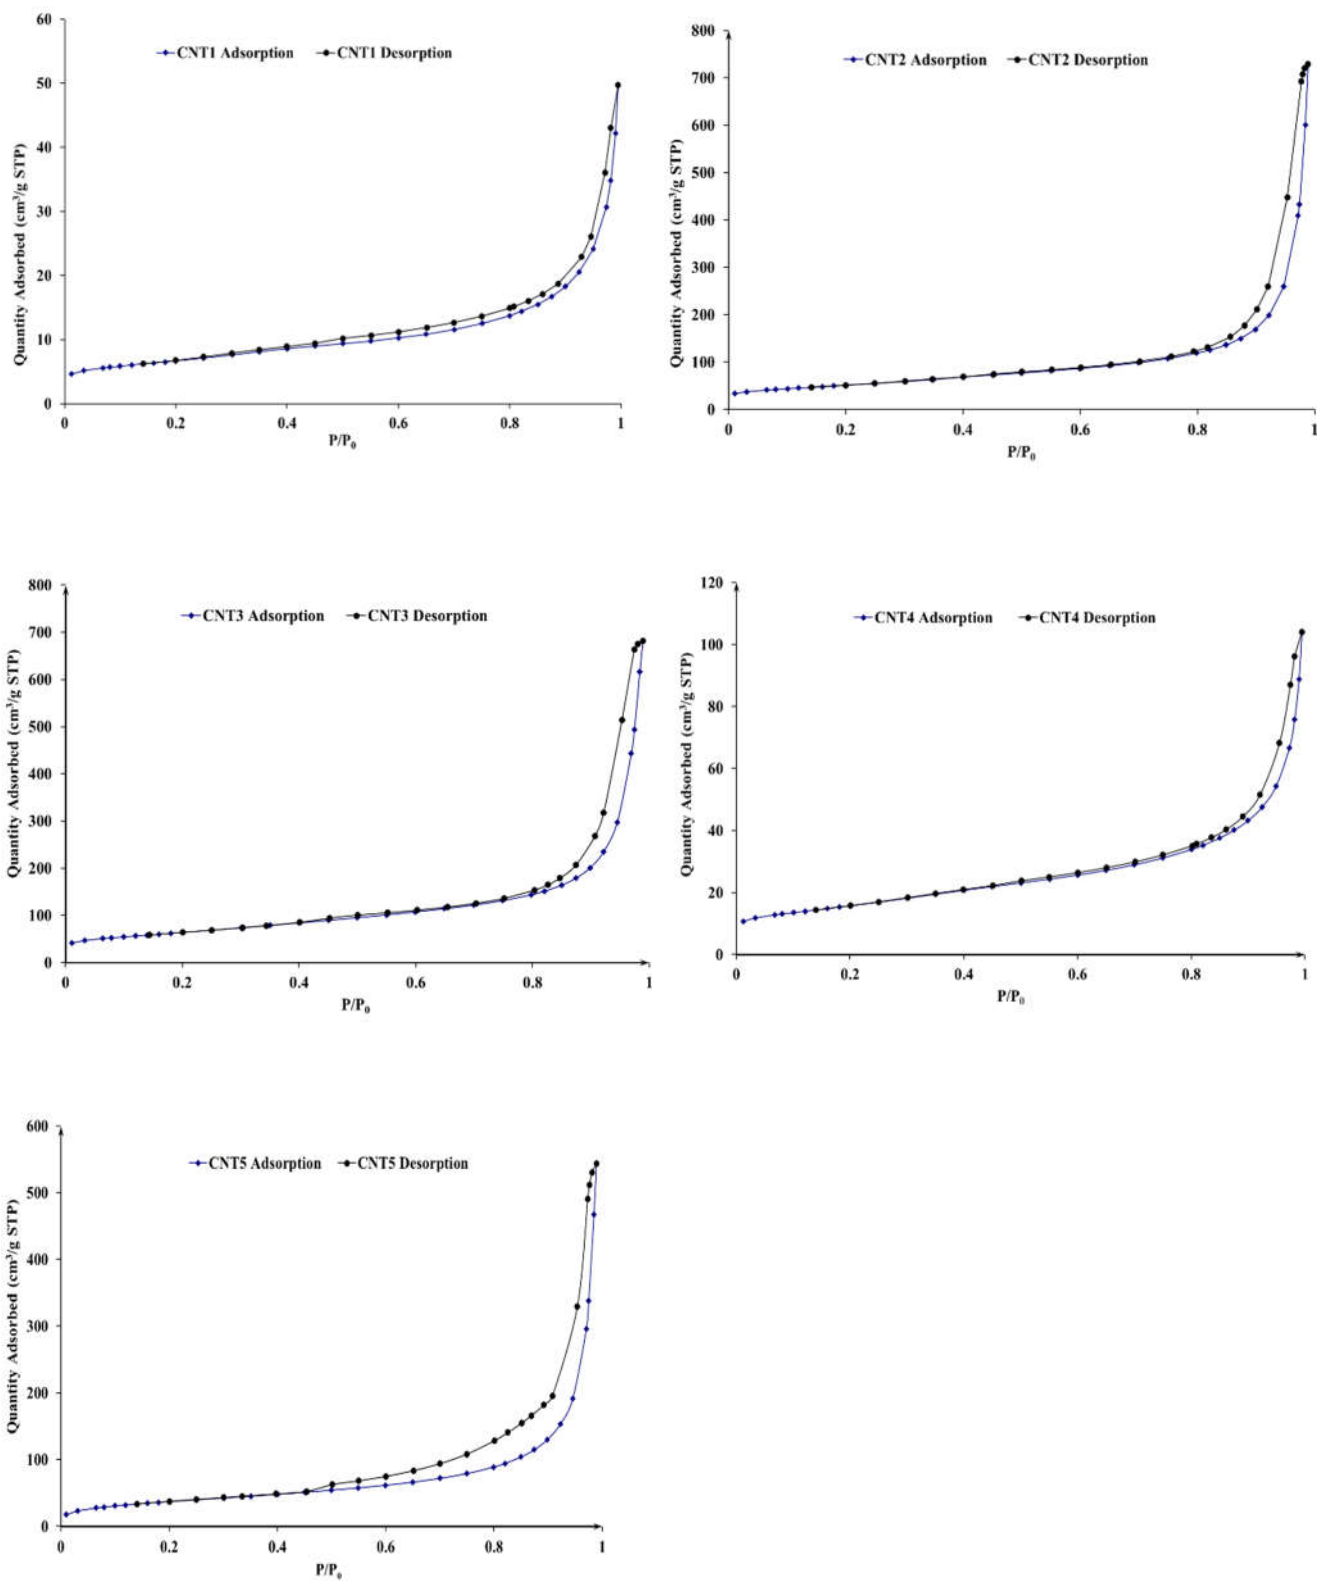 60
50
40
30
20
10
0
Quantity Adsorbed (cm³/g STP)
CNT1 Adsorption CNT1 Desorption
0 0.2 0.4 0.6 0.8 1
P/P₀
800
700
600
500
400
300
200
100
0
Quantity Adsorbed (cm³/g STP)
CNT2 Adsorption CNT2 Desorption
0 0.2 0.4 0.6 0.8 1
P/P₀
800
700
600
500
400
300
200
100
0
Quantity Adsorbed (cm³/g STP)
CNT3 Adsorption CNT3 Desorption
0 0.2 0.4 0.6 0.8 1
P/P₀
120
100
80
60
40
20
0
Quantity Adsorbed (cm³/g STP)
CNT4 Adsorption CNT4 Desorption
0 0.2 0.4 0.6 0.8 1
P/P₀
600
500
400
300
200
100
0
Quantity Adsorbed (cm³/g STP)
CNT5 Adsorption CNT5 Desorption
0 0.2 0.4 0.6 0.8 1
P/P₀